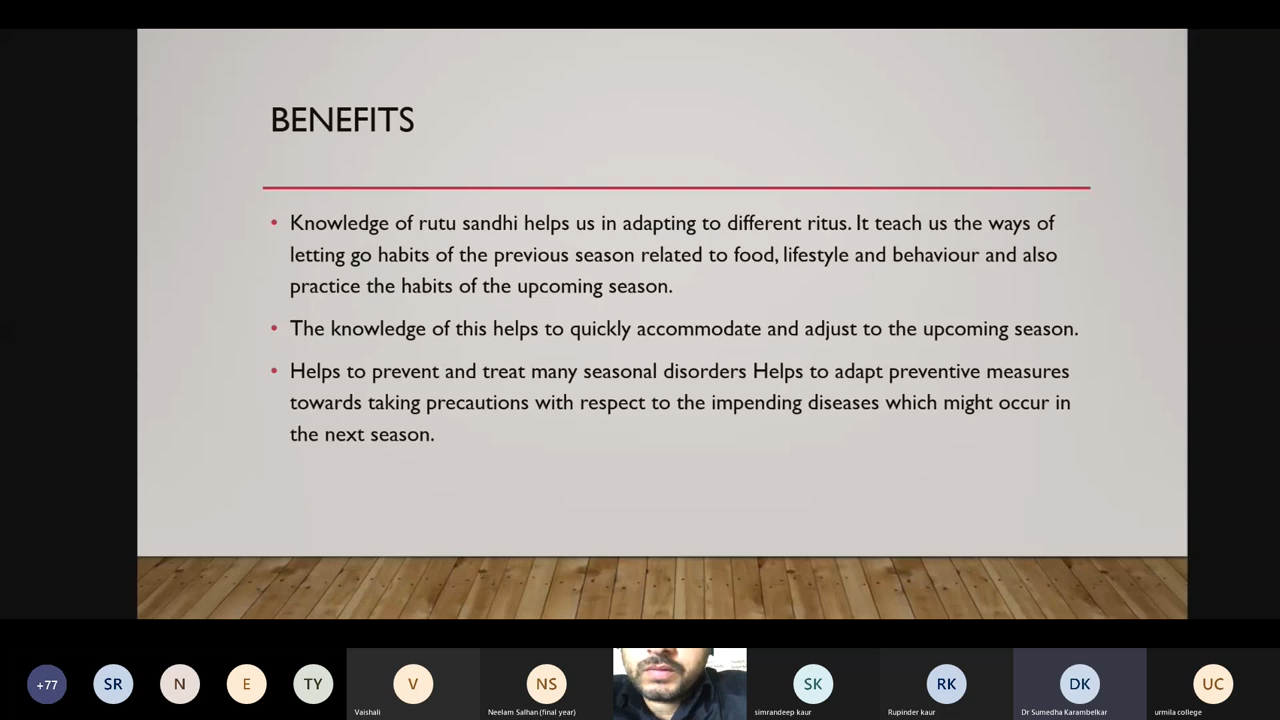 BENEFITS
• Knowledge of rutu sandhi helps us in adapting to different ritus. It teach us the ways of
letting go habits of the previous season related to food, lifestyle and behaviour and also
practice the habits of the upcoming season.
• The knowledge of this helps to quickly accommodate and adjust to the upcoming season.
• Helps to prevent and treat many seasonal disorders Helps to adapt preventive measures
towards taking precautions with respect to the impending diseases which might occur in
the next season.
+77
SR
N
E
TY
V
NS
SK
RK
DK
UC
Vaishali
Neelam Salhan (final year)
simrandeep kaur
Rupinder kaur
Dr Sumedha Karambelkar
urmila college